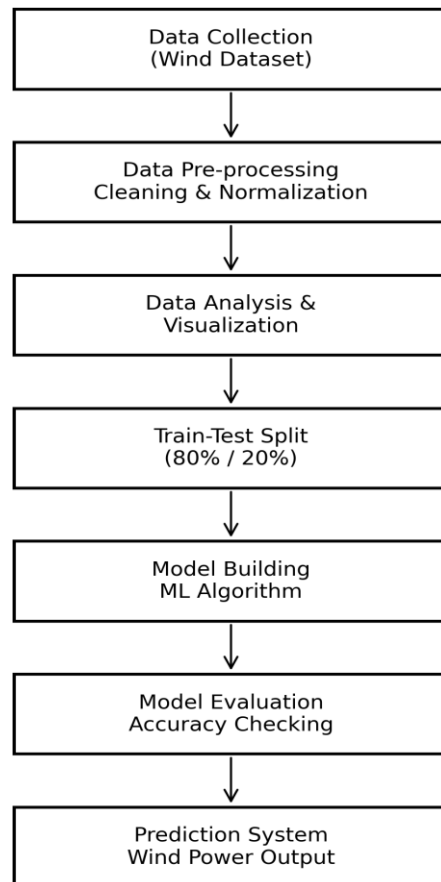 Data Collection
(Wind Dataset)
Data Pre-processing
Cleaning & Normalization
Data Analysis &
Visualization
Train-Test Split
(80% / 20%)
Model Building
ML Algorithm
Model Evaluation
Accuracy Checking
Prediction System
Wind Power Output